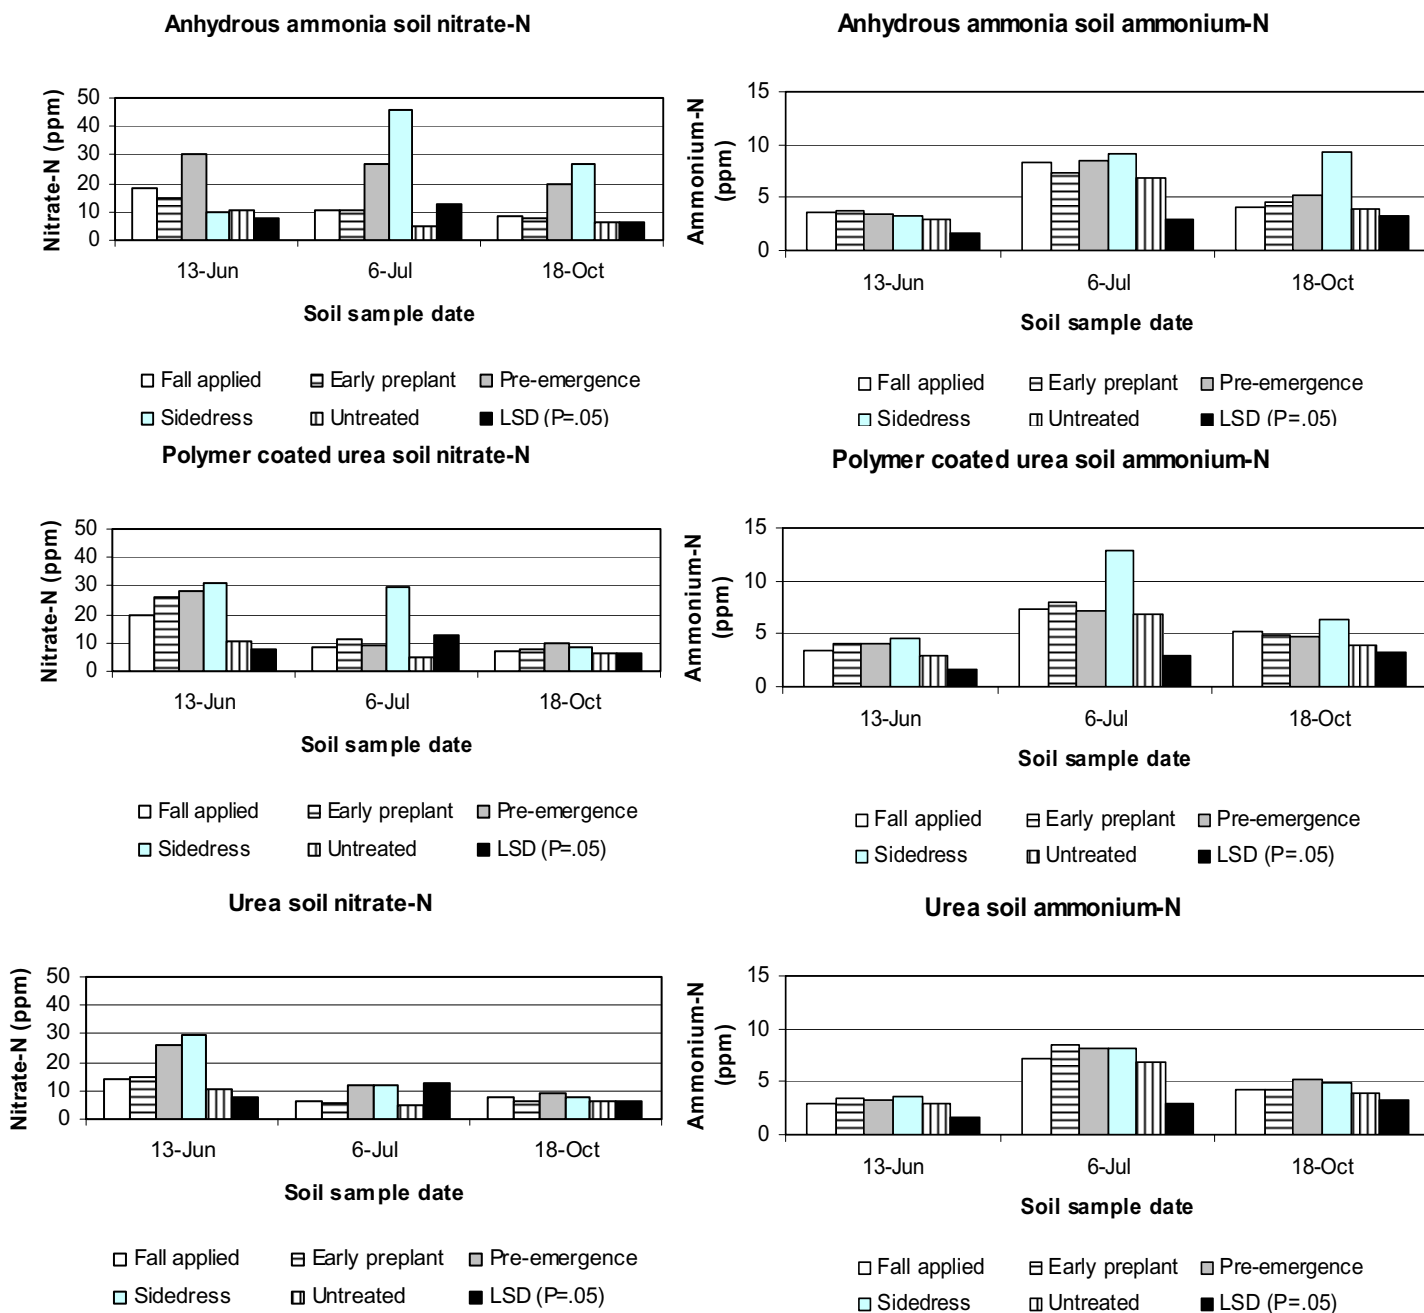 Anhydrous ammonia soil nitrate-N
Nitrate-N (ppm)
50
40
30
20
10
0
13-Jun 6-Jul 18-Oct
Soil sample date
Fall applied Early preplant Pre-emergence
Sidedress Untreated LSD (P=.05)
Anhydrous ammonia soil ammonium-N
Ammonium-N
(ppm)
15
10
5
0
13-Jun 6-Jul 18-Oct
Soil sample date
Fall applied Early preplant Pre-emergence
Sidedress Untreated LSD (P=.05)
Polymer coated urea soil nitrate-N
Nitrate-N (ppm)
50
40
30
20
10
0
13-Jun 6-Jul 18-Oct
Soil sample date
Fall applied Early preplant Pre-emergence
Sidedress Untreated LSD (P=.05)
Polymer coated urea soil ammonium-N
Ammonium-N
(ppm)
15
10
5
0
13-Jun 6-Jul 18-Oct
Soil sample date
Fall applied Early preplant Pre-emergence
Sidedress Untreated LSD (P=.05)
Urea soil nitrate-N
Nitrate-N (ppm)
50
40
30
20
10
0
13-Jun 6-Jul 18-Oct
Soil sample date
Fall applied Early preplant Pre-emergence
Sidedress Untreated LSD (P=.05)
Urea soil ammonium-N
Ammonium-N
(ppm)
15
10
5
0
13-Jun 6-Jul 18-Oct
Soil sample date
Fall applied Early preplant Pre-emergence
Sidedress Untreated LSD (P=.05)